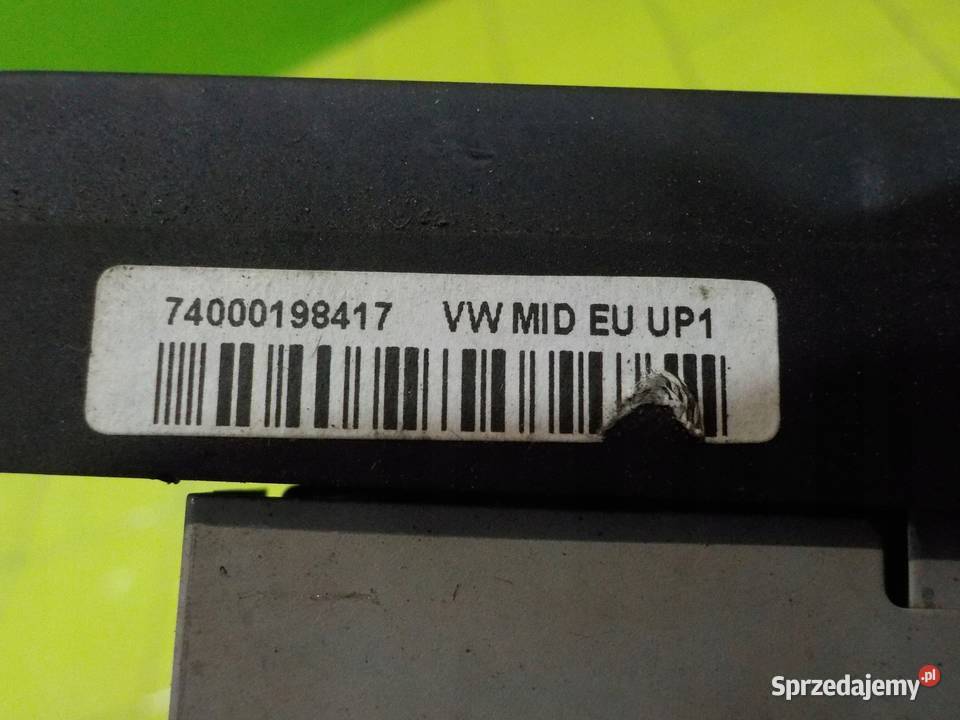 74000198417 VW MID EU UP1
Sprzedajemy.pl